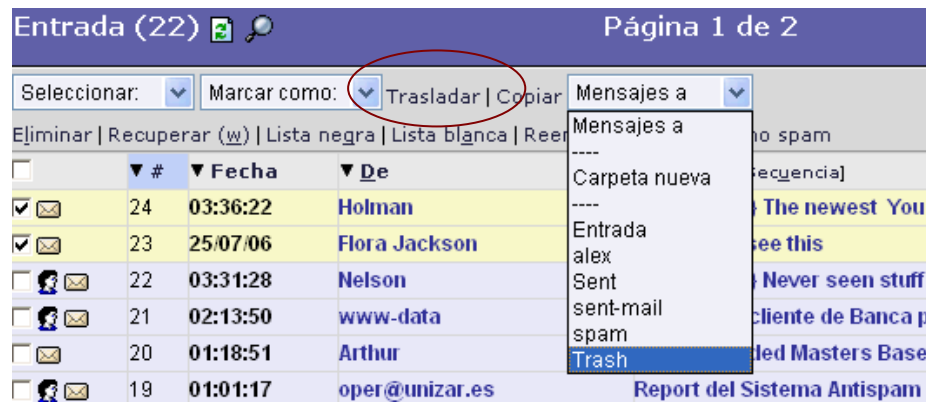 Entrada (22) Página 1 de 2
Seleccionar: Marcar como: Trasladar | Copiar Mensajes a
Eliminar | Recuperar (w) | Lista negra | Lista blanca | Reen no spam
Mensajes a
----
Carpeta nueva
----
Entrada
alex
Sent
sent-mail
spam
Trash
# Fecha De Secuencia]
24 03:36:22 Holman The newest You
23 25/07/06 Flora Jackson see this
22 03:31:28 Nelson Never seen stuff
21 02:13:50 www-data cliente de Banca p
20 01:18:51 Arthur ded Masters Base
19 01:01:17 oper@unizar.es Report del Sistema Antispam